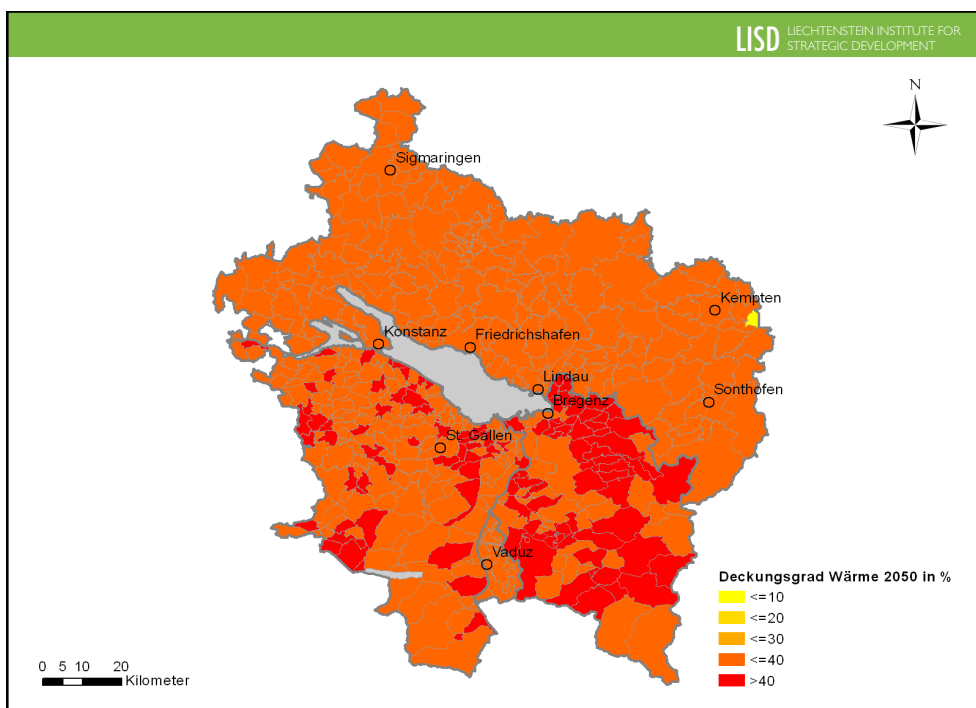 LISD LIECHTENSTEIN INSTITUTE FOR
STRATEGIC DEVELOPMENT
N
Sigmaringen
Kempten
Konstanz
Friedrichshafen
Lindau
Sonthofen
Bregenz
St. Gallen
Vaduz
Deckungsgrad Wärme 2050 in %
<=10
<=20
<=30
<=40
>40
0 5 10 20
Kilometer